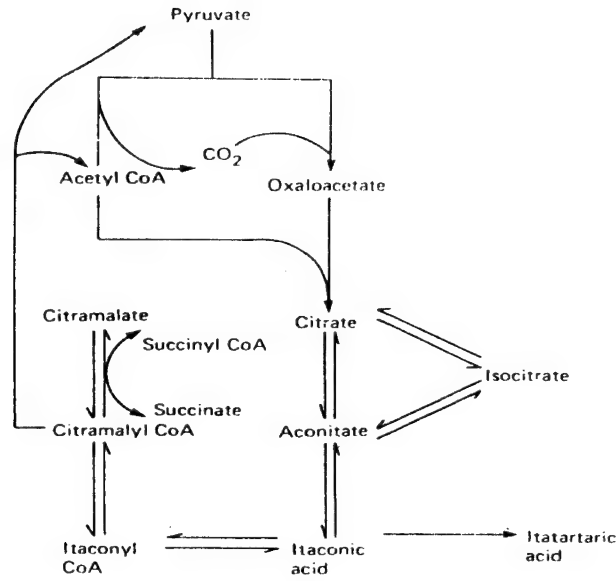 Pyruvate
CO2
Acetyl CoA
Oxaloacetate
Citramalate
Citrate
Succinyl CoA
Isocitrate
Succinate
Citramalyl CoA
Aconitate
Itaconyl
CoA
Itaconic
acid
Itatartaric
acid